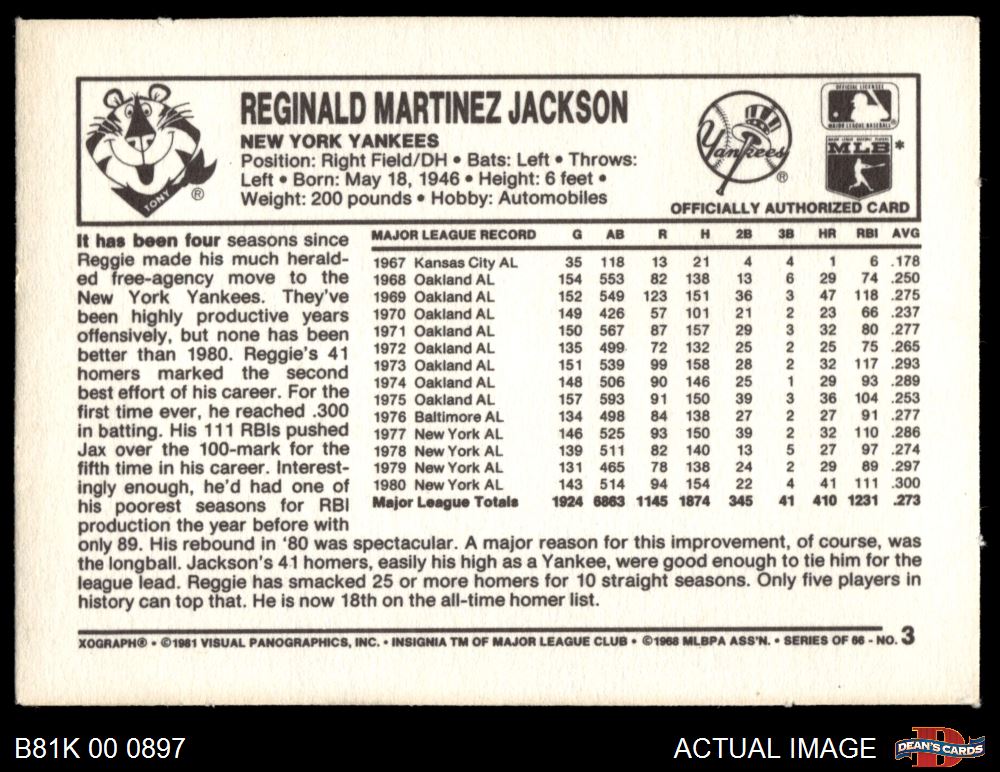 TONY ®
REGINALD MARTINEZ JACKSON
NEW YORK YANKEES
Position: Right Field/DH • Bats: Left • Throws:
Left • Born: May 18, 1946 • Height: 6 feet •
Weight: 200 pounds • Hobby: Automobiles
Yankees ®
OFFICIAL LICENSEE
MAJOR LEAGUE BASEBALL
MAJOR LEAGUE BASEBALL PLAYERS
MLB *
OFFICIALLY AUTHORIZED CARD
It has been four seasons since
Reggie made his much herald-
ed free-agency move to the
New York Yankees. They've
been highly productive years
offensively, but none has been
better than 1980. Reggie's 41
homers marked the second
best effort of his career. For the
first time ever, he reached .300
in batting. His 111 RBIs pushed
Jax over the 100-mark for the
fifth time in his career. Interest-
ingly enough, he'd had one of
his poorest seasons for RBI
production the year before with
only 89. His rebound in '80 was spectacular. A major reason for this improvement, of course, was
the longball. Jackson's 41 homers, easily his high as a Yankee, were good enough to tie him for the
league lead. Reggie has smacked 25 or more homers for 10 straight seasons. Only five players in
history can top that. He is now 18th on the all-time homer list.
MAJOR LEAGUE RECORD G AB R H 2B 3B HR RBI AVG
1967 Kansas City AL 35 118 13 21 4 4 1 6 .178
1968 Oakland AL 154 553 82 138 13 6 29 74 .250
1969 Oakland AL 152 549 123 151 36 3 47 118 .275
1970 Oakland AL 149 426 57 101 21 2 23 66 .237
1971 Oakland AL 150 567 87 157 29 3 32 80 .277
1972 Oakland AL 135 499 72 132 25 2 25 75 .265
1973 Oakland AL 151 539 99 158 28 2 32 117 .293
1974 Oakland AL 148 506 90 146 25 1 29 93 .289
1975 Oakland AL 157 593 91 150 39 3 36 104 .253
1976 Baltimore AL 134 498 84 138 27 2 27 91 .277
1977 New York AL 146 525 93 150 39 2 32 110 .286
1978 New York AL 139 511 82 140 13 5 27 97 .274
1979 New York AL 131 465 78 138 24 2 29 89 .297
1980 New York AL 143 514 94 154 22 4 41 111 .300
Major League Totals 1924 6863 1145 1874 345 41 410 1231 .273
XOGRAPH® • ©1981 VISUAL PANOGRAPHICS, INC. • INSIGNIA TM OF MAJOR LEAGUE CLUB • ©1968 MLBPA ASS'N. • SERIES OF 66 - NO. 3
B81K 00 0897
ACTUAL IMAGE
DEAN'S CARDS